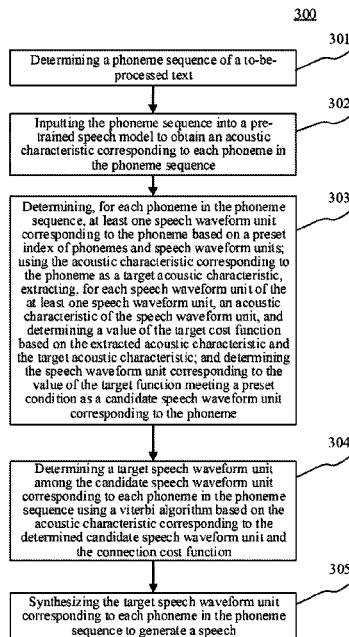 300
301
Determining a phoneme sequence of a to-be-
processed text
302
Inputting the phoneme sequence into a pre-
trained speech model to obtain an acoustic
characteristic corresponding to each phoneme in
the phoneme sequence
303
Determining, for each phoneme in the phoneme
sequence, at least one speech waveform unit
corresponding to the phoneme based on a preset
index of phonemes and speech waveform units;
using the acoustic characteristic corresponding to
the phoneme as a target acoustic characteristic,
extracting, for each speech waveform unit of the
at least one speech waveform unit, an acoustic
characteristic of the speech waveform unit, and
determining a value of the target cost function
based on the extracted acoustic characteristic and
the target acoustic characteristic; and determining
the speech waveform unit corresponding to the
value of the target function meeting a preset
condition as a candidate speech waveform unit
corresponding to the phoneme
304
Determining a target speech waveform unit
among the candidate speech waveform unit
corresponding to each phoneme in the phoneme
sequence using a viterbi algorithm based on the
acoustic characteristic corresponding to the
determined candidate speech waveform unit and
the connection cost function
305
Synthesizing the target speech waveform unit
corresponding to each phoneme in the phoneme
sequence to generate a speech